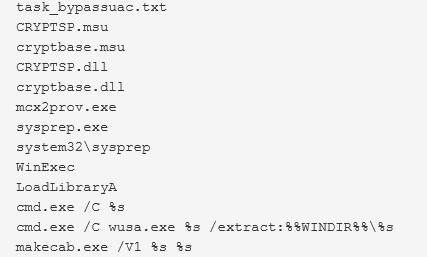 task_bypassuac.txt
CRYPTSP.msu
cryptbase.msu
CRYPTSP.dll
cryptbase.dll
mcx2prov.exe
sysprep.exe
system32\sysprep
WinExec
LoadLibraryA
cmd.exe /C %s
cmd.exe /C wusa.exe %s /extract:%%WINDIR%%\%s
makecab.exe /V1 %s %s